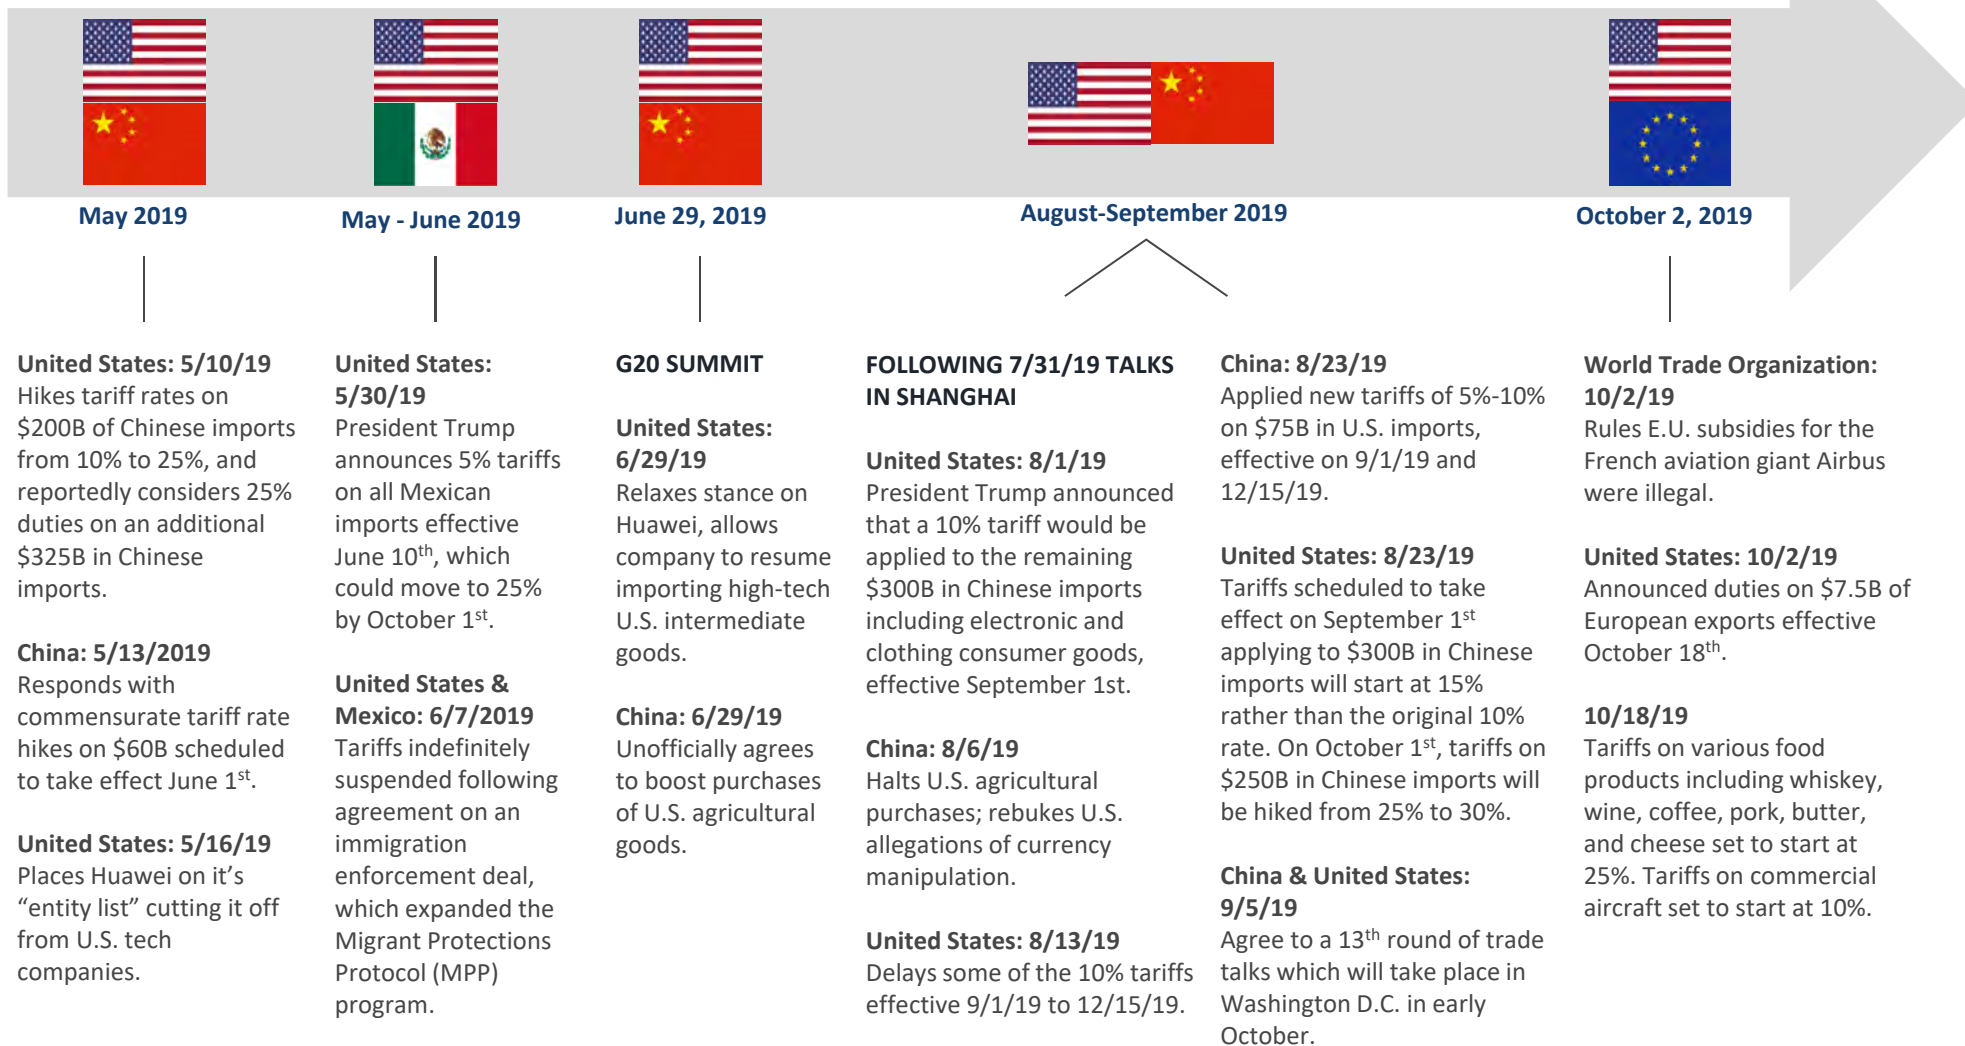 May 2019
May - June 2019
June 29, 2019
August-September 2019
October 2, 2019
United States: 5/10/19
Hikes tariff rates on
$200B of Chinese imports
from 10% to 25%, and
reportedly considers 25%
duties on an additional
$325B in Chinese
imports.
China: 5/13/2019
Responds with
commensurate tariff rate
hikes on $60B scheduled
to take effect June 1st.
United States: 5/16/19
Places Huawei on it’s
“entity list” cutting it off
from U.S. tech
companies.
United States:
5/30/19
President Trump
announces 5% tariffs
on all Mexican
imports effective
June 10th, which
could move to 25%
by October 1st.
United States &
Mexico: 6/7/2019
Tariffs indefinitely
suspended following
agreement on an
immigration
enforcement deal,
which expanded the
Migrant Protections
Protocol (MPP)
program.
G20 SUMMIT
United States:
6/29/19
Relaxes stance on
Huawei, allows
company to resume
importing high-tech
U.S. intermediate
goods.
China: 6/29/19
Unofficially agrees
to boost purchases
of U.S. agricultural
goods.
FOLLOWING 7/31/19 TALKS
IN SHANGHAI
United States: 8/1/19
President Trump announced
that a 10% tariff would be
applied to the remaining
$300B in Chinese imports
including electronic and
clothing consumer goods,
effective September 1st.
China: 8/6/19
Halts U.S. agricultural
purchases; rebukes U.S.
allegations of currency
manipulation.
United States: 8/13/19
Delays some of the 10% tariffs
effective 9/1/19 to 12/15/19.
China: 8/23/19
Applied new tariffs of 5%-10%
on $75B in U.S. imports,
effective on 9/1/19 and
12/15/19.
United States: 8/23/19
Tariffs scheduled to take
effect on September 1st
applying to $300B in Chinese
imports will start at 15%
rather than the original 10%
rate. On October 1st, tariffs on
$250B in Chinese imports will
be hiked from 25% to 30%.
China & United States:
9/5/19
Agree to a 13th round of trade
talks which will take place in
Washington D.C. in early
October.
World Trade Organization:
10/2/19
Rules E.U. subsidies for the
French aviation giant Airbus
were illegal.
United States: 10/2/19
Announced duties on $7.5B of
European exports effective
October 18th.
10/18/19
Tariffs on various food
products including whiskey,
wine, coffee, pork, butter,
and cheese set to start at
25%. Tariffs on commercial
aircraft set to start at 10%.